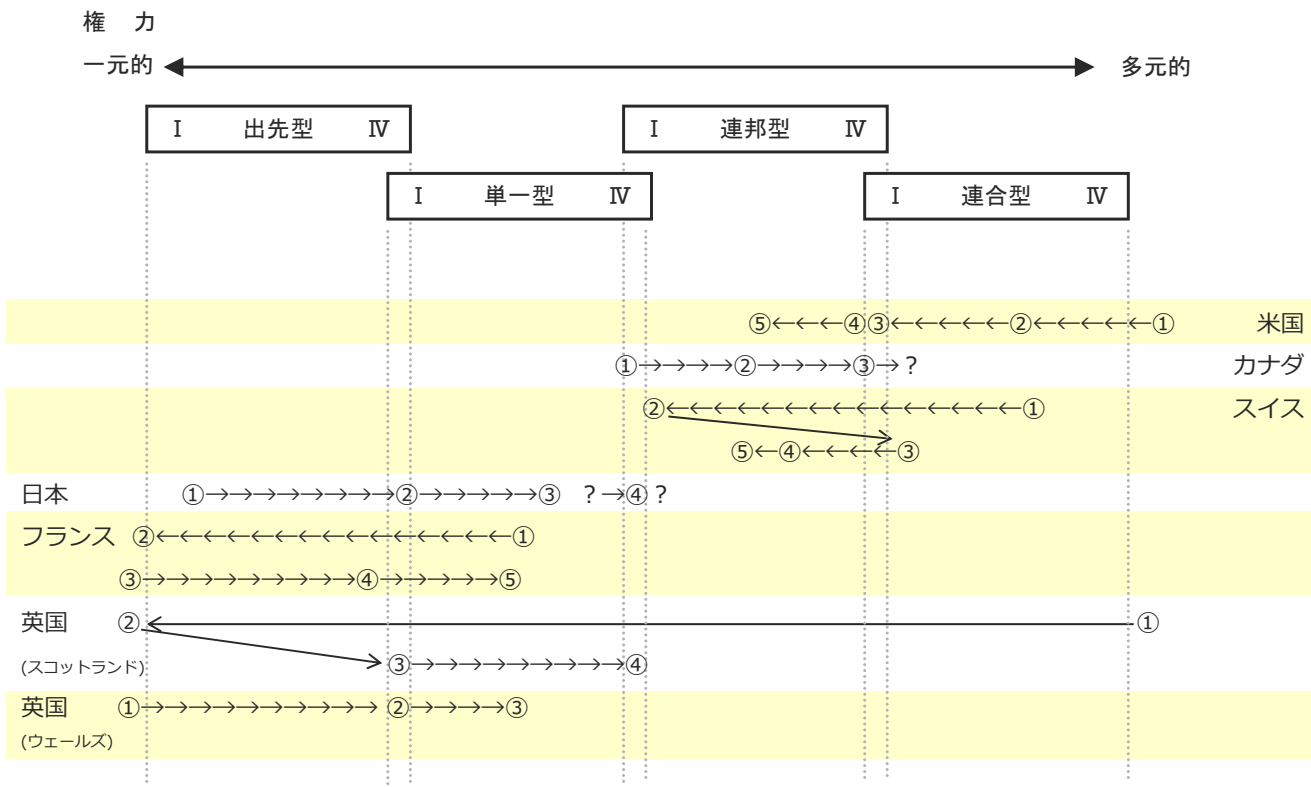 権　力
一元的 多元的
Ⅰ 出先型 Ⅳ Ⅰ 連邦型 Ⅳ
Ⅰ 単一型 Ⅳ Ⅰ 連合型 Ⅳ
⑤←←←←④③←←←←←②←←←←←① 米国
①→→→→②→→→→③→？ カナダ
②←←←←←←←←←←←←←←←① スイス
⑤←④←←←←③
日本 ①→→→→→→→→②→→→→→③ ？→④？
フランス ②←←←←←←←←←←←←←←←①
③→→→→→→→→→④→→→→→⑤
英国 ② ①
(スコットランド) ③→→→→→→→→→④
英国 ①→→→→→→→→→→②→→→→③
(ウェールズ)